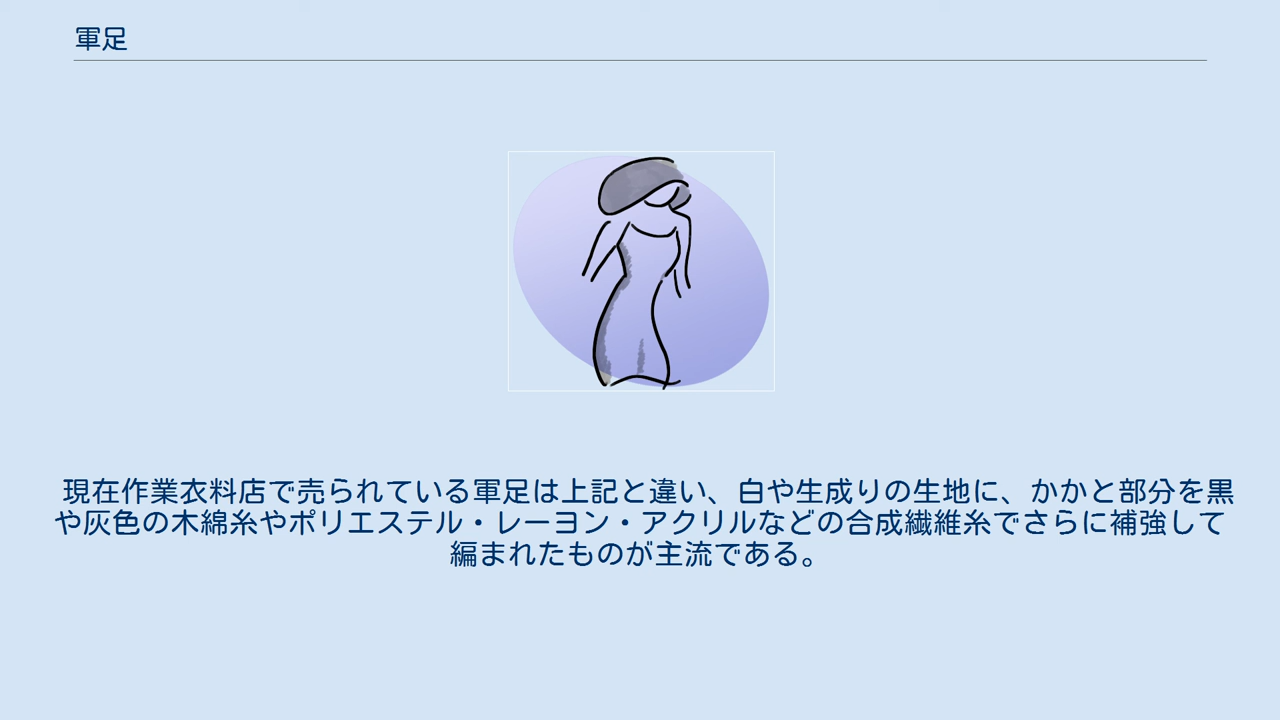 軍足
現在作業衣料店で売られている軍足は上記と違い、白や生成りの生地に、かかと部分を黒
や灰色の木綿糸やポリエステル・レーヨン・アクリルなどの合成繊維糸でさらに補強して
編まれたものが主流である。